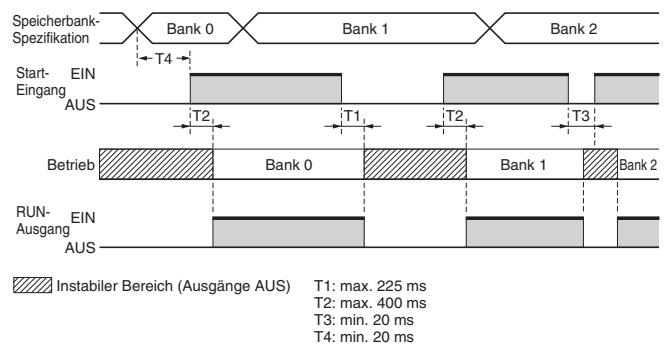 Speicherbank-
Spezifikation
Bank 0
Bank 1
Bank 2
T4
Start-
Eingang
EIN
AUS
T2
T1
T2
T3
Betrieb
Bank 0
Bank 1
Bank 2
RUN-
Ausgang
EIN
AUS
Instabiler Bereich (Ausgänge AUS)
T1: max. 225 ms
T2: max. 400 ms
T3: min. 20 ms
T4: min. 20 ms